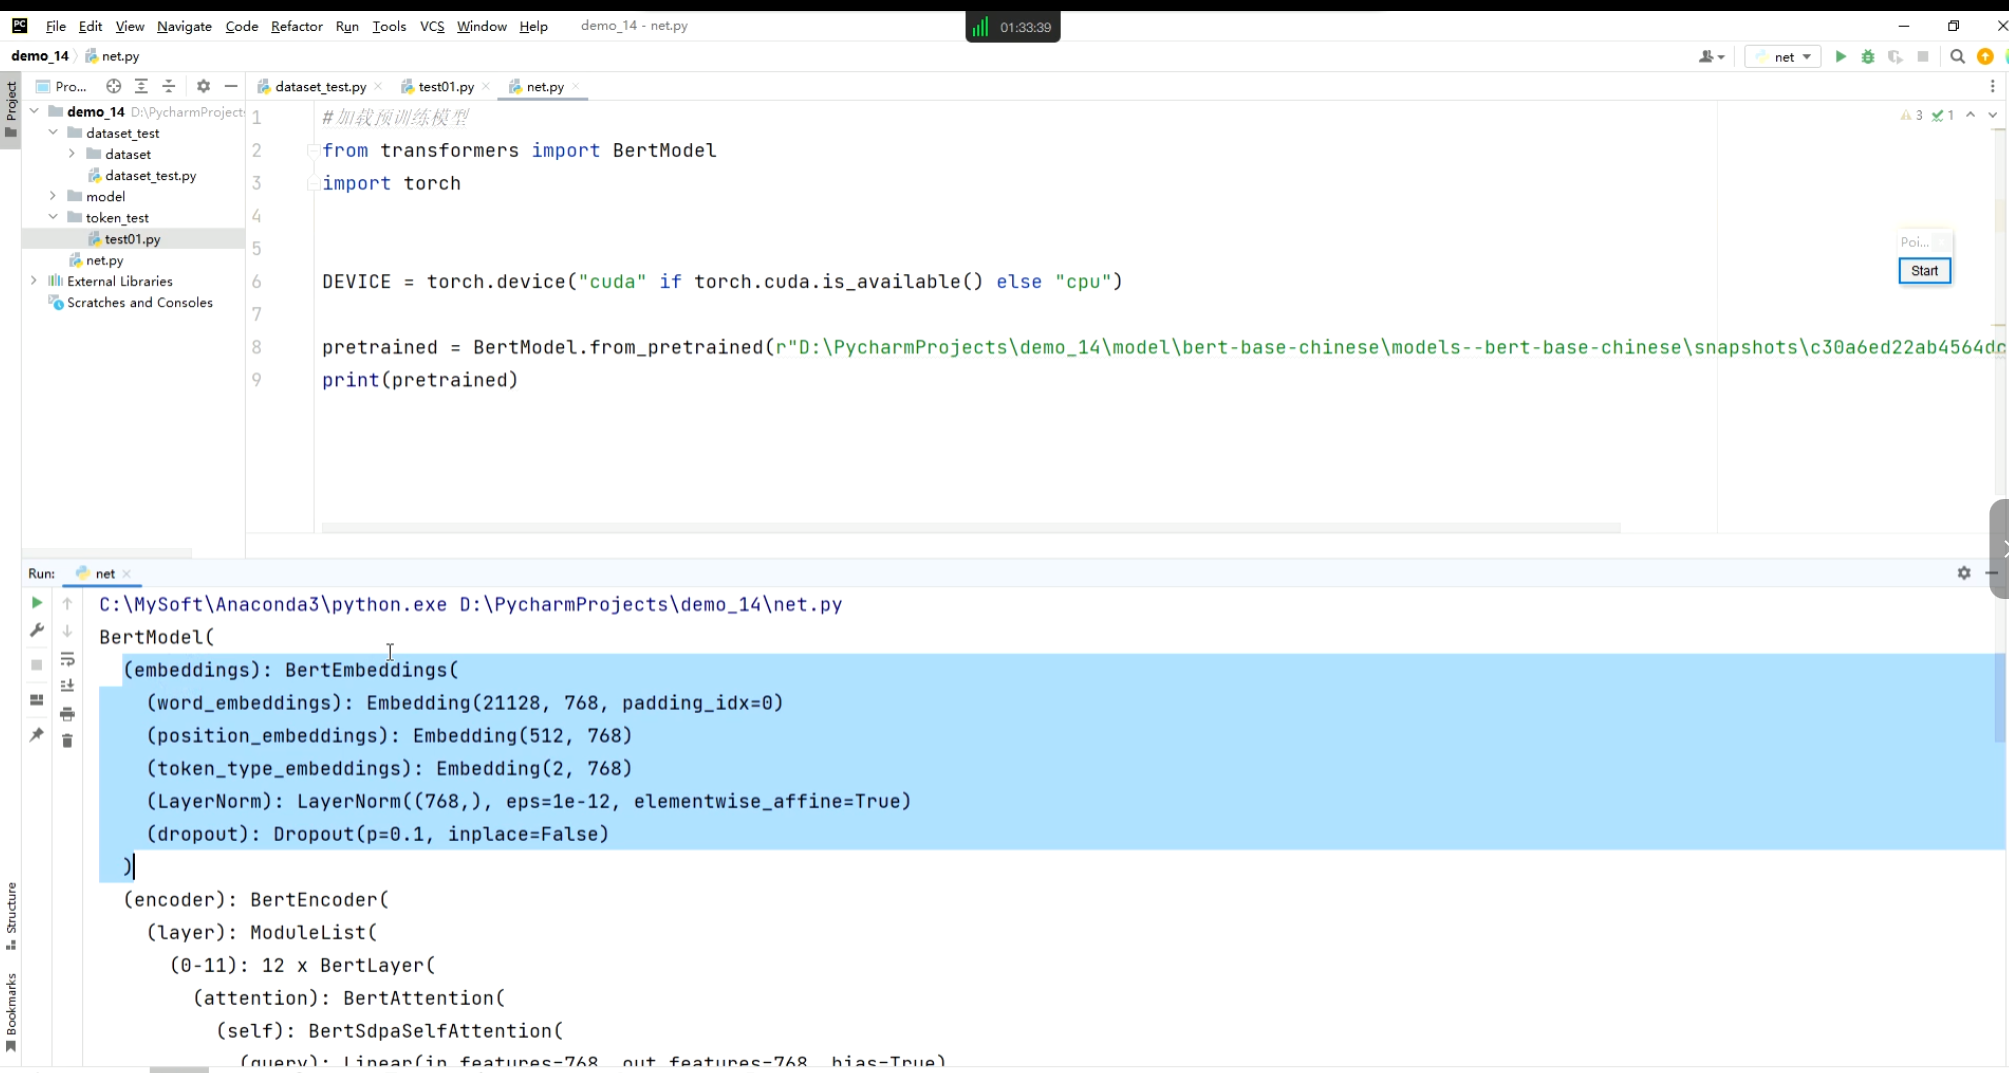 File Edit View Navigate Code Refactor Run Tools VCS Window Help demo_14 - net.py 01:33:39
demo_14 net.py net
Pro... dataset_test.py test01.py net.py
Project
demo_14 D:\PycharmProject
dataset_test
dataset
dataset_test.py
model
token_test
test01.py
net.py
External Libraries
Scratches and Consoles
1 #加载预训练模型
2 from transformers import BertModel
3 import torch
4
5
6 DEVICE = torch.device("cuda" if torch.cuda.is_available() else "cpu")
7
8 pretrained = BertModel.from_pretrained(r"D:\PycharmProjects\demo_14\model\bert-base-chinese\models--bert-base-chinese\snapshots\c30a6ed22ab4564dc
9 print(pretrained)
3 1
Poi...
Start
Run: net
C:\MySoft\Anaconda3\python.exe D:\PycharmProjects\demo_14\net.py
BertModel(
(embeddings): BertEmbeddings(
(word_embeddings): Embedding(21128, 768, padding_idx=0)
(position_embeddings): Embedding(512, 768)
(token_type_embeddings): Embedding(2, 768)
(LayerNorm): LayerNorm((768,), eps=1e-12, elementwise_affine=True)
(dropout): Dropout(p=0.1, inplace=False)
)
(encoder): BertEncoder(
(layer): ModuleList(
(0-11): 12 x BertLayer(
(attention): BertAttention(
(self): BertSdpaSelfAttention(
(query): Linear(in_features=768, out_features=768, bias=True)
Structure
Bookmarks